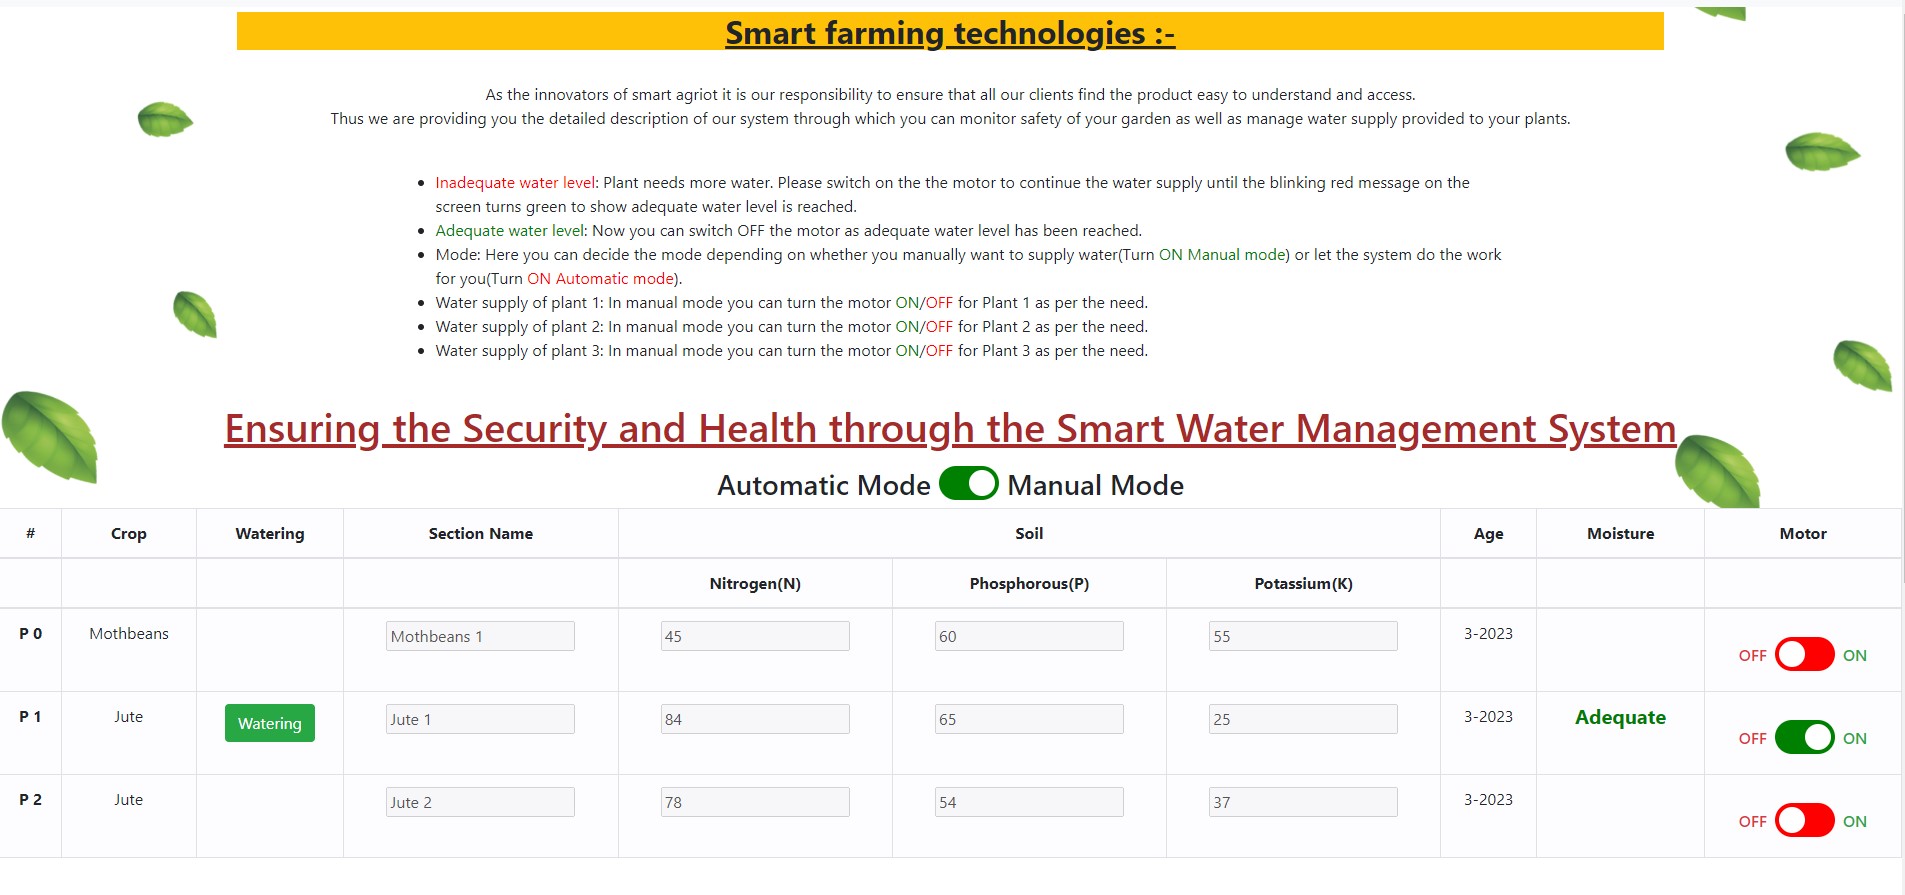 Smart farming technologies :-
As the innovators of smart agriot it is our responsibility to ensure that all our clients find the product easy to understand and access.
Thus we are providing you the detailed description of our system through which you can monitor safety of your garden as well as manage water supply provided to your plants.
Inadequate water level: Plant needs more water. Please switch on the the motor to continue the water supply until the blinking red message on the
screen turns green to show adequate water level is reached.
Adequate water level: Now you can switch OFF the motor as adequate water level has been reached.
Mode: Here you can decide the mode depending on whether you manually want to supply water(Turn ON Manual mode) or let the system do the work
for you(Turn ON Automatic mode).
Water supply of plant 1: In manual mode you can turn the motor ON/OFF for Plant 1 as per the need.
Water supply of plant 2: In manual mode you can turn the motor ON/OFF for Plant 2 as per the need.
Water supply of plant 3: In manual mode you can turn the motor ON/OFF for Plant 3 as per the need.
Ensuring the Security and Health through the Smart Water Management System
Automatic Mode Manual Mode
# Crop Watering Section Name Soil Age Moisture Motor
Nitrogen(N) Phosphorous(P) Potassium(K)
P 0 Mothbeans Mothbeans 1 45 60 55 3-2023 OFF ON
P 1 Jute Watering Jute 1 84 65 25 3-2023 Adequate OFF ON
P 2 Jute Jute 2 78 54 37 3-2023 OFF ON